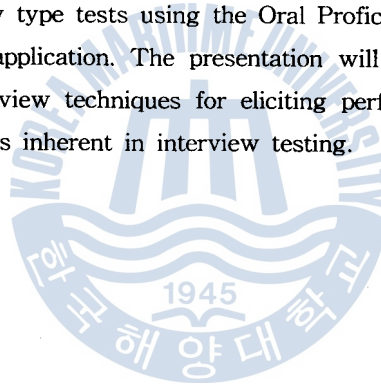 y type tests using the Oral Profic
application. The presentation will
view techniques for eliciting perf
s inherent in interview testing.
KOREA MARITIME UNIVERSITY
1945
한국해양대학교